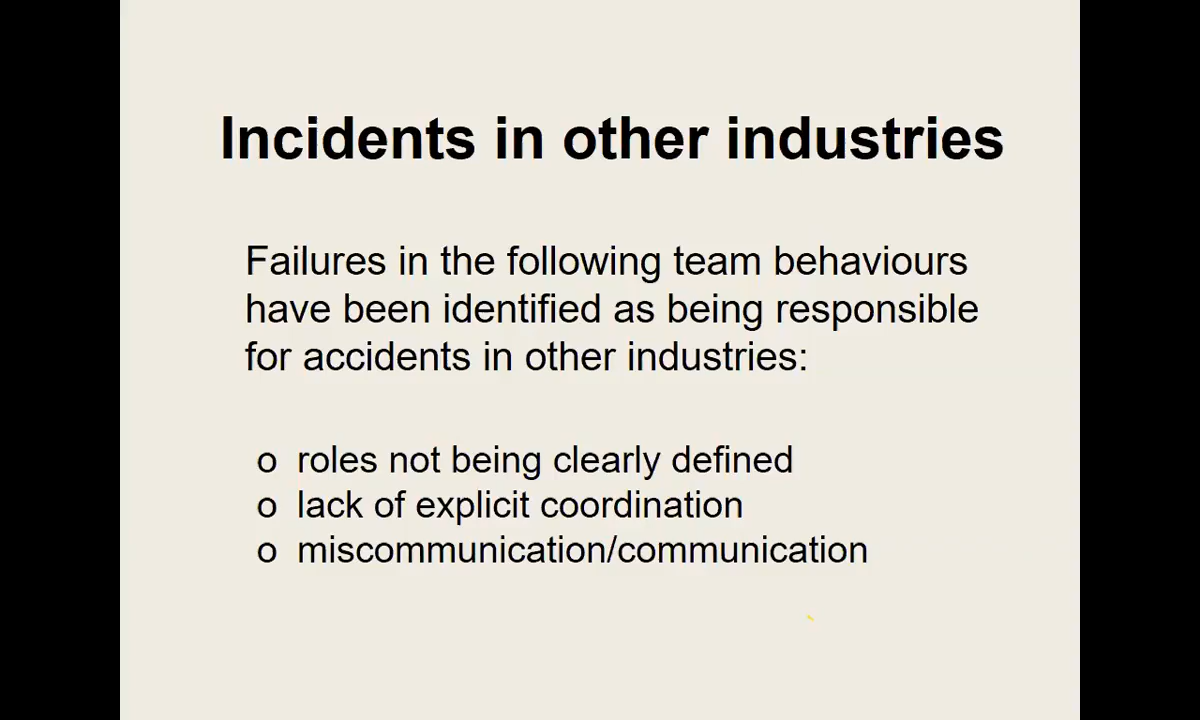 Incidents in other industries
Failures in the following team behaviours
have been identified as being responsible
for accidents in other industries:
o roles not being clearly defined
o lack of explicit coordination
o miscommunication/communication